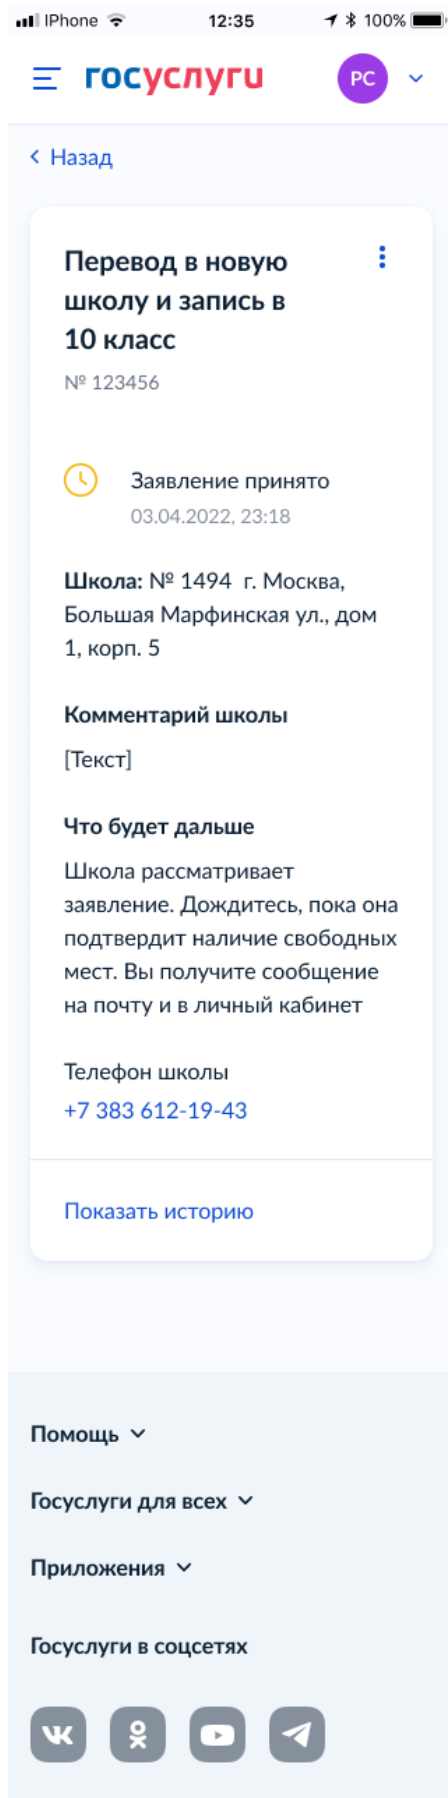 IPhone 12:35 100%
госуслуги РС
Назад
Перевод в новую
школу и запись в
10 класс
№ 123456
Заявление принято
03.04.2022, 23:18
Школа: № 1494 г. Москва,
Большая Марфинская ул., дом
1, корп. 5
Комментарий школы
[Текст]
Что будет дальше
Школа рассматривает
заявление. Дождитесь, пока она
подтвердит наличие свободных
мест. Вы получите сообщение
на почту и в личный кабинет
Телефон школы
+7 383 612-19-43
Показать историю
Помощь
Госуслуги для всех
Приложения
Госуслуги в соцсетях